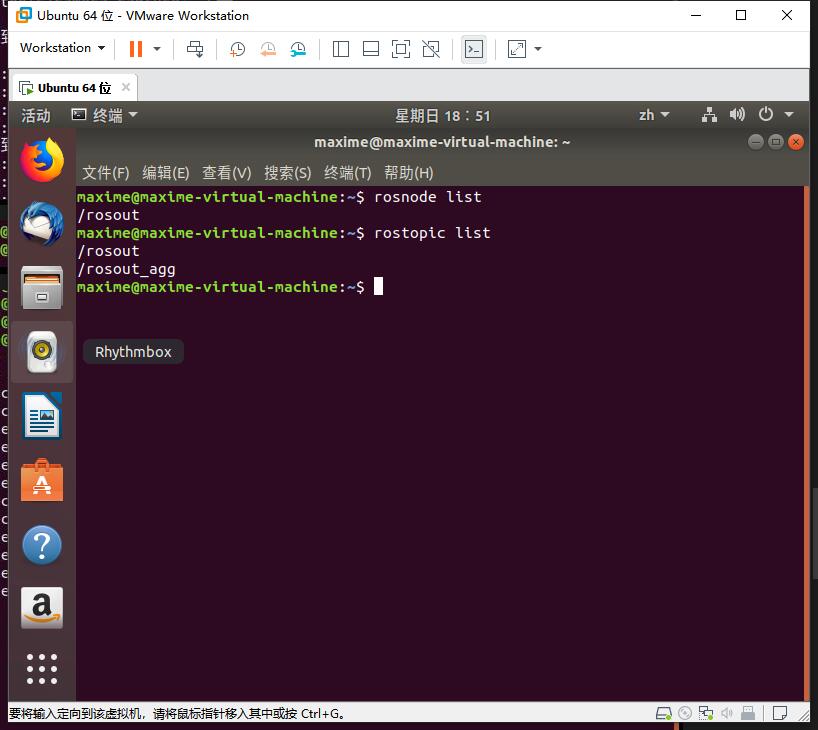 Ubuntu 64 位 - VMware Workstation
Workstation
Ubuntu 64 位
活动 终端 星期日 18：51 zh
maxime@maxime-virtual-machine: ~
文件(F) 编辑(E) 查看(V) 搜索(S) 终端(T) 帮助(H)
maxime@maxime-virtual-machine:~$ rosnode list
/rosout
maxime@maxime-virtual-machine:~$ rostopic list
/rosout
/rosout_agg
maxime@maxime-virtual-machine:~$
Rhythmbox
要将输入定向到该虚拟机，请将鼠标指针移入其中或按 Ctrl+G。